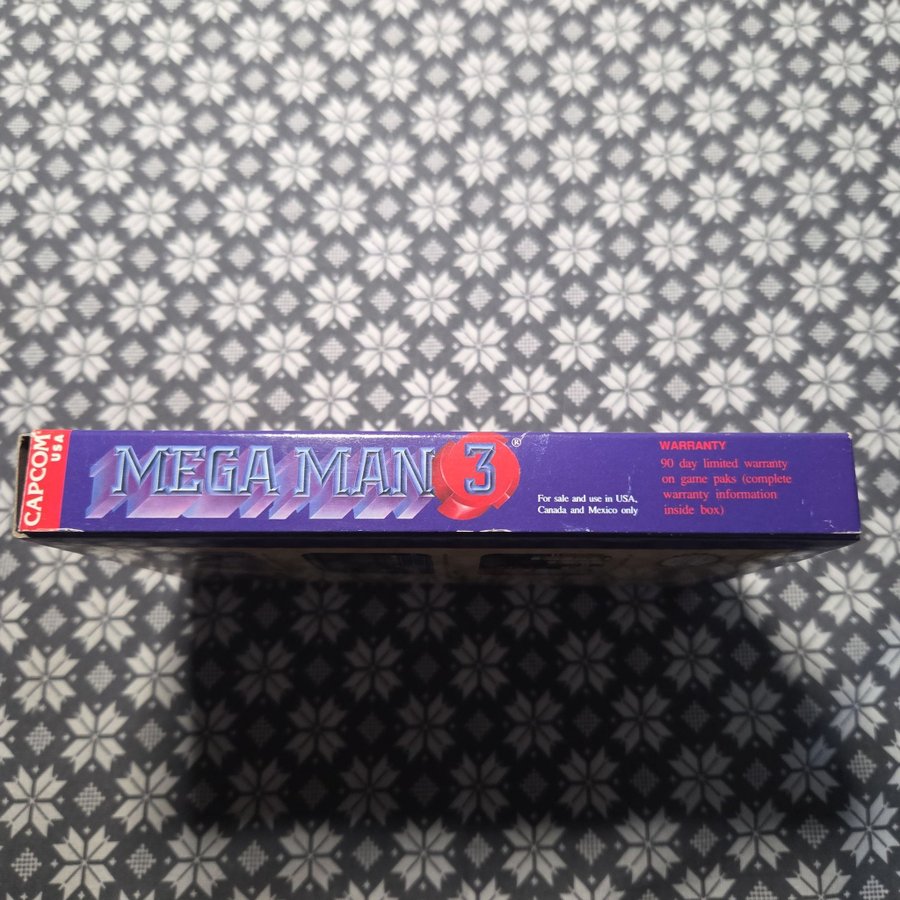 CAPCOM
USA
MEGA MAN 3®
For sale and use in USA,
Canada and Mexico only
WARRANTY
90 day limited warranty
on game paks (complete
warranty information
inside box)